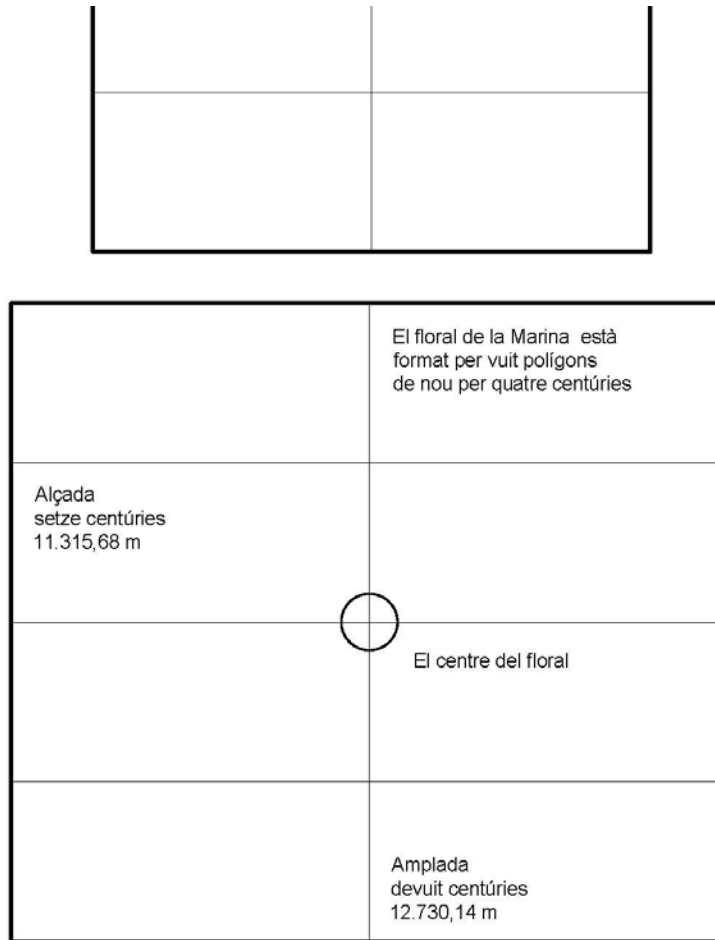 El floral de la Marina està
format per vuit polígons
de nou per quatre centúries
Alçada
setze centúries
11.315,68 m
El centre del floral
Amplada
devuit centúries
12.730,14 m